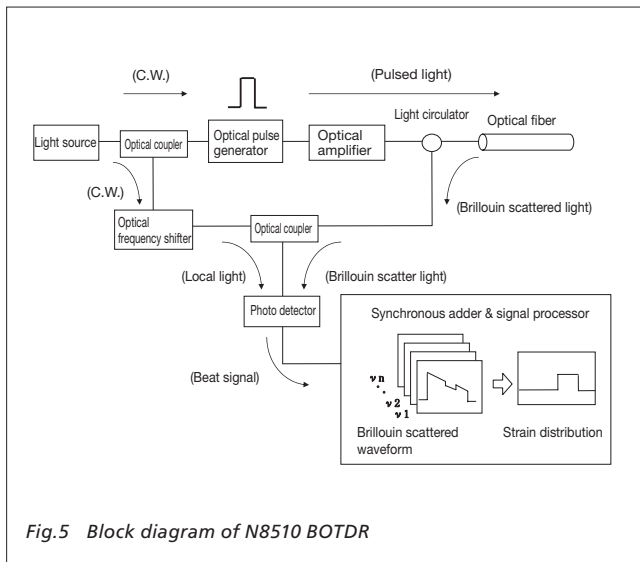 (C.W.)
(Pulsed light)
Light circulator
Optical fiber
Light source
Optical coupler
Optical pulse
generator
Optical
amplifier
(C.W.)
(Brillouin scattered light)
Optical
frequency shifter
Optical coupler
(Local light)
(Brillouin scatter light)
Photo detector
(Beat signal)
Synchronous adder & signal processor
νn
ν2
ν1
Brillouin scattered
waveform
Strain distribution
Fig.5 Block diagram of N8510 BOTDR